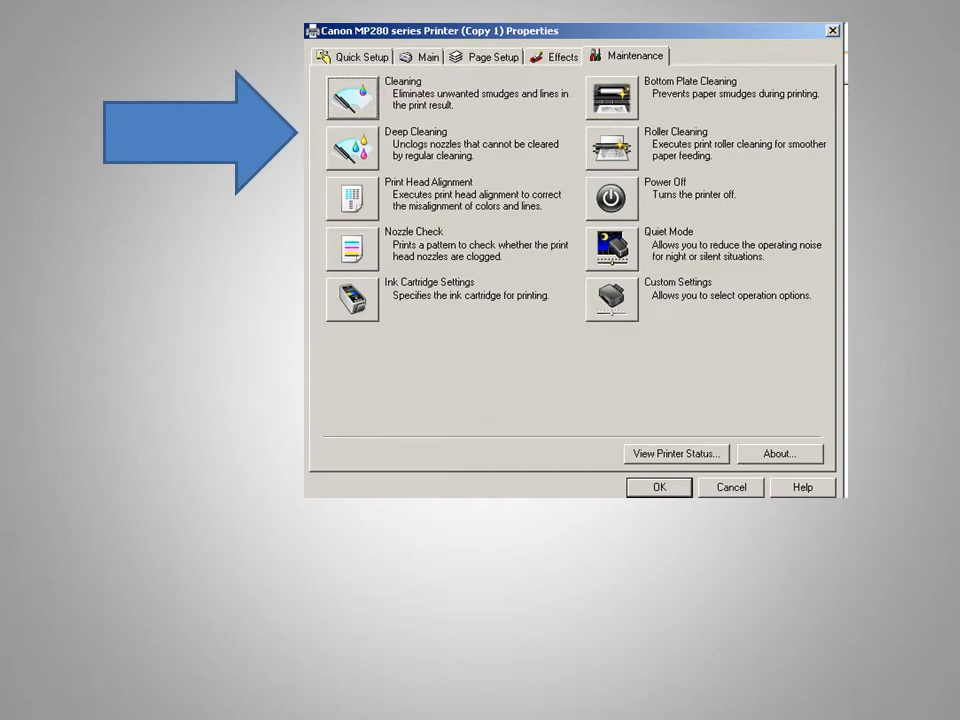 Canon MP280 series Printer (Copy 1) Properties
Quick Setup Main Page Setup Effects Maintenance
Cleaning
Eliminates unwanted smudges and lines in
the print result.
Deep Cleaning
Unclogs nozzles that cannot be cleared
by regular cleaning.
Print Head Alignment
Executes print head alignment to correct
the misalignment of colors and lines.
Nozzle Check
Prints a pattern to check whether the print
head nozzles are clogged.
Ink Cartridge Settings
Specifies the ink cartridge for printing.
Bottom Plate Cleaning
Prevents paper smudges during printing.
Roller Cleaning
Executes print roller cleaning for smoother
paper feeding.
Power Off
Turns the printer off.
Quiet Mode
Allows you to reduce the operating noise
for night or silent situations.
Custom Settings
Allows you to select operation options.
View Printer Status... About...
OK Cancel Help